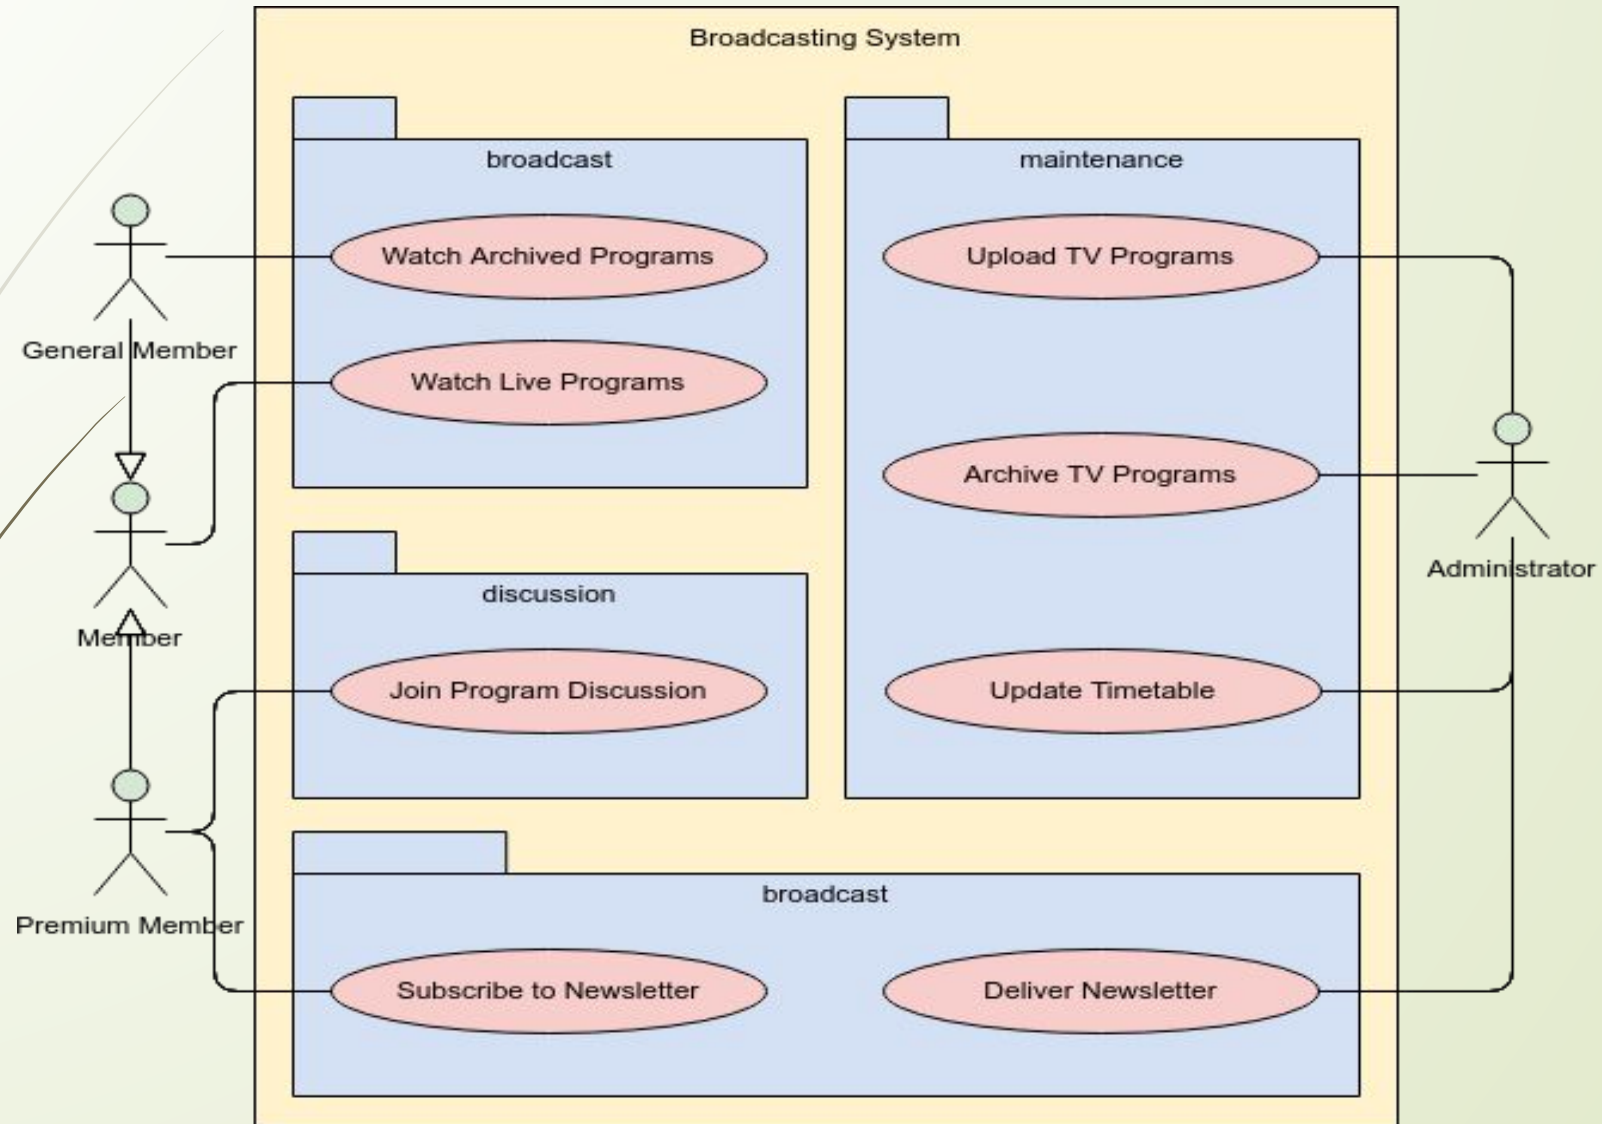 Broadcasting System
broadcast
Watch Archived Programs
Watch Live Programs
maintenance
Upload TV Programs
Archive TV Programs
Update Timetable
discussion
Join Program Discussion
broadcast
Subscribe to Newsletter
Deliver Newsletter
General Member
Member
Premium Member
Administrator